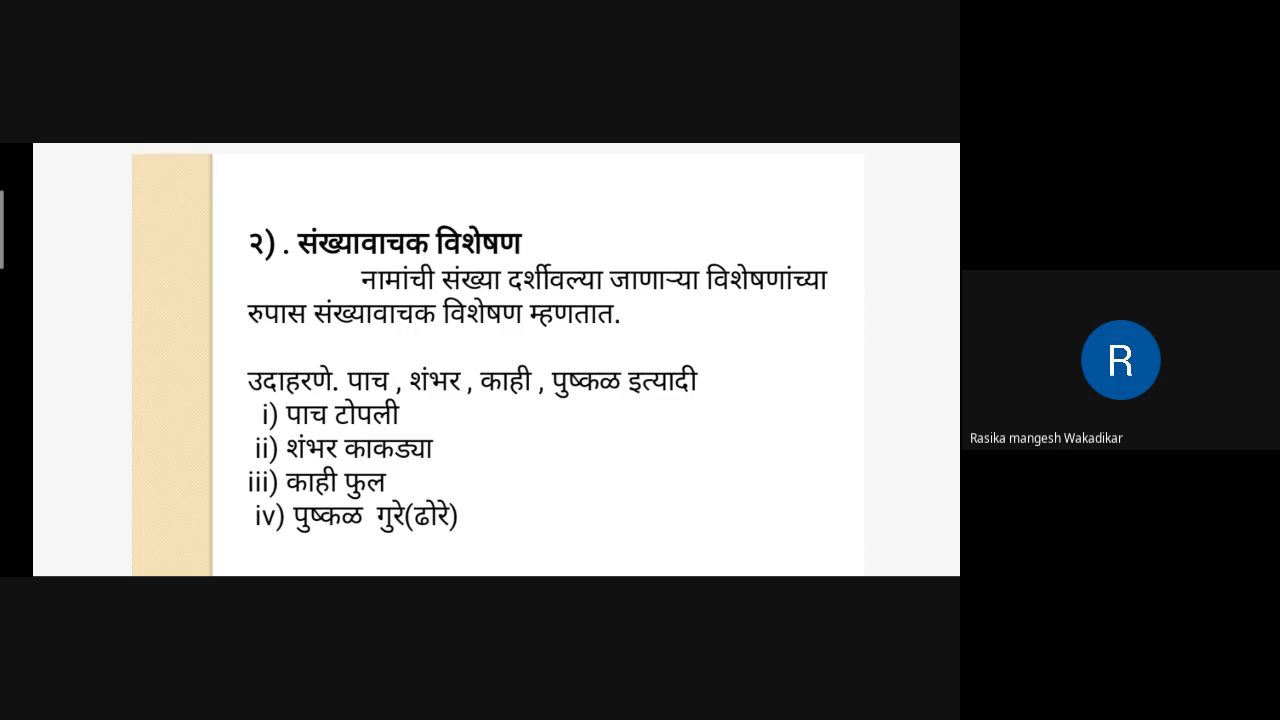 २) . संख्यावाचक विशेषण
नामांची संख्या दर्शीवल्या जाणाऱ्या विशेषणांच्या
रुपास संख्यावाचक विशेषण म्हणतात.
उदाहरणे. पाच , शंभर , काही , पुष्कळ इत्यादी
i) पाच टोपली
ii) शंभर काकड्या
iii) काही फुल
iv) पुष्कळ गुरे(ढोरे)
R
Rasika mangesh Wakadikar